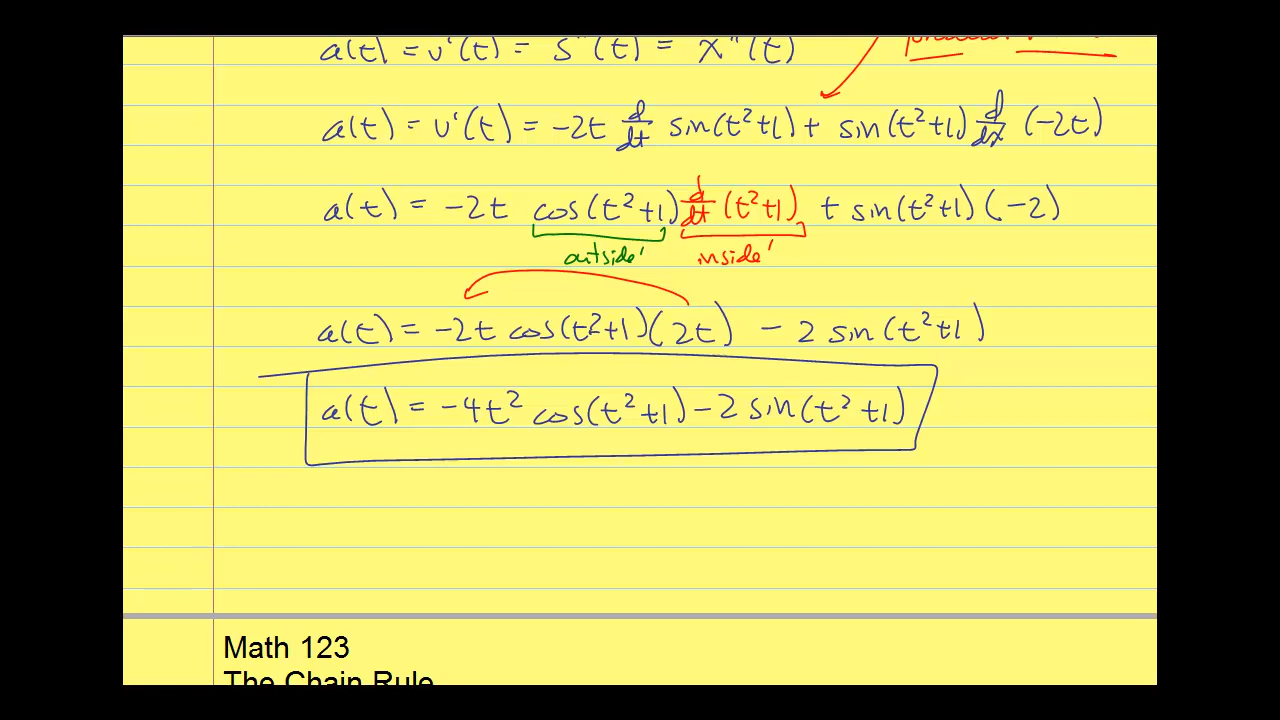 a(t) = v'(t) = s''(t) = x''(t)
a(t) = v'(t) = -2t d/dt sin(t²+1) + sin(t²+1) d/dx (-2t)
a(t) = -2t cos(t²+1) d/dt (t²+1) + sin(t²+1)(-2)
outside' inside'
a(t) = -2t cos(t²+1)(2t) - 2 sin(t²+1)
a(t) = -4t² cos(t²+1) - 2 sin(t²+1)
Math 123
The Chain Rule